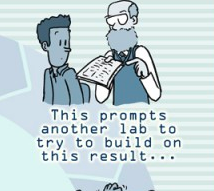 This prompts
another lab to
try to build on
this result...